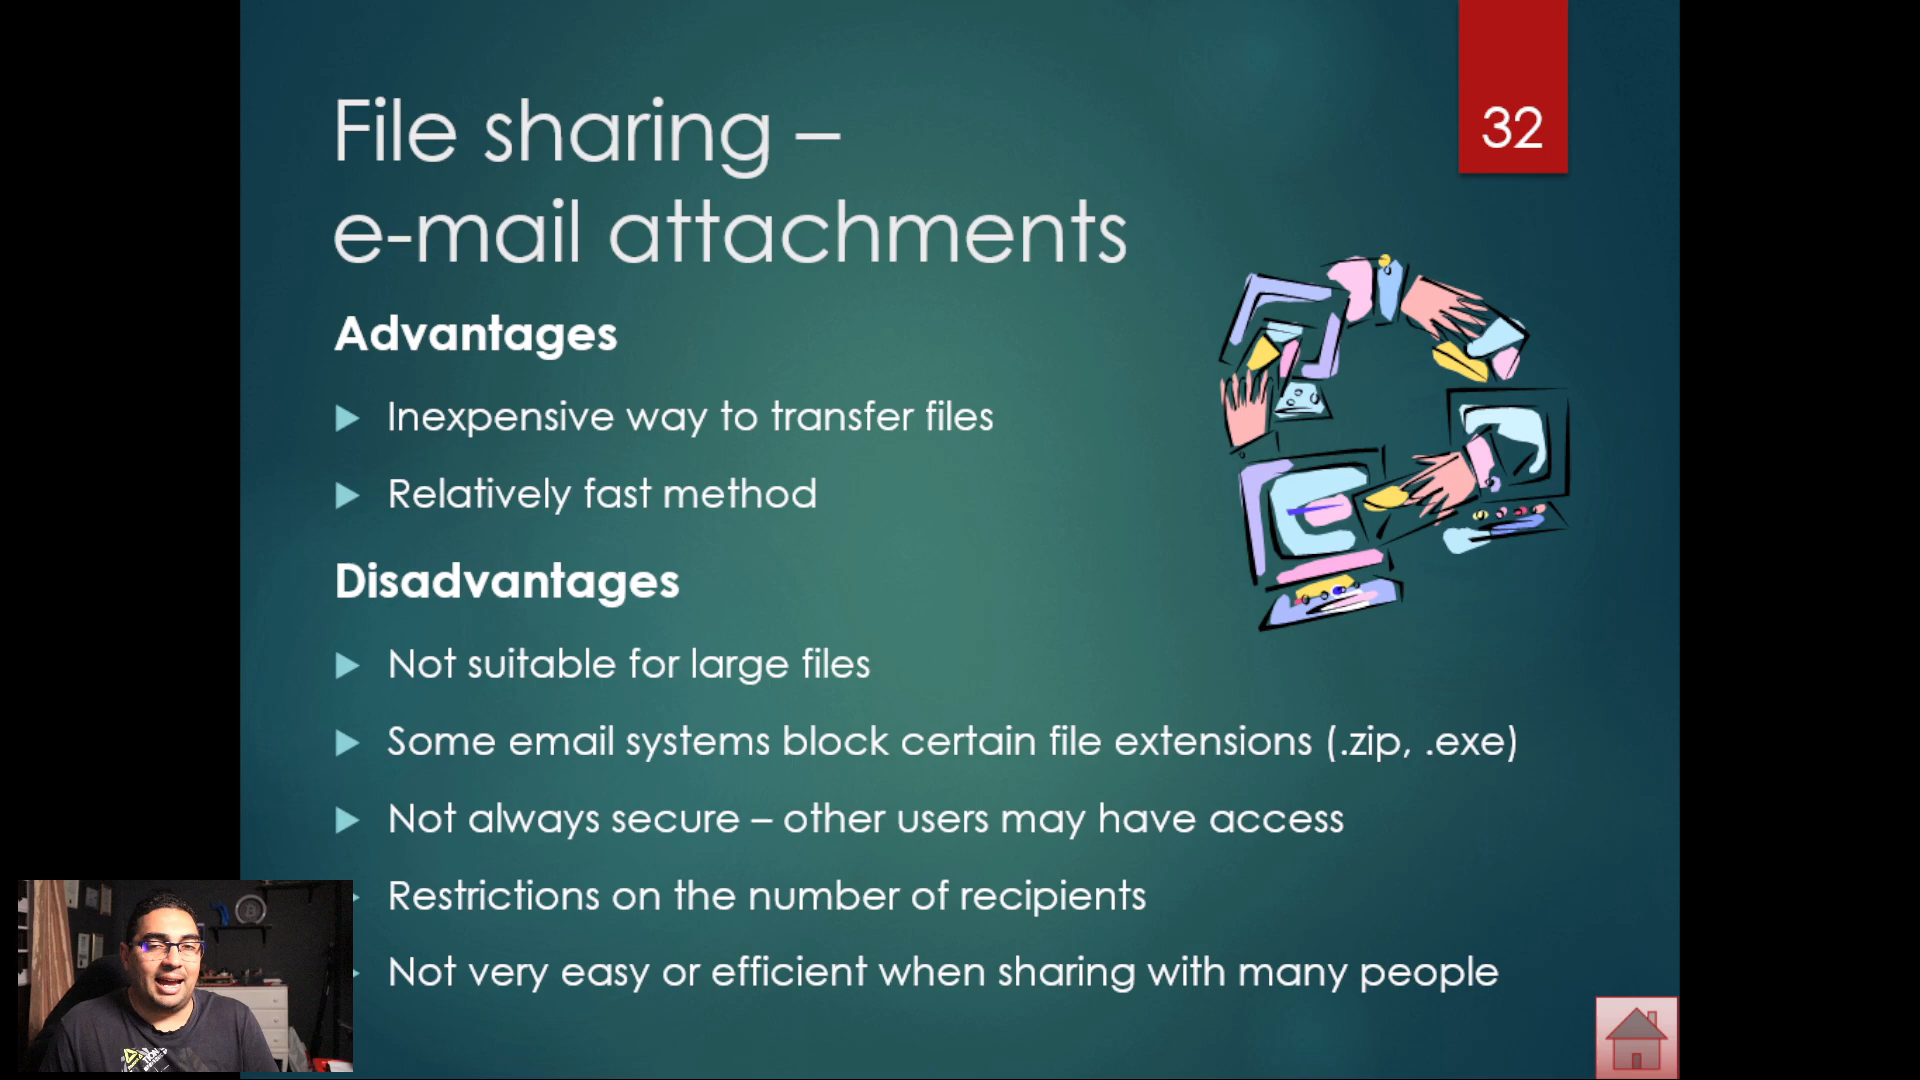 File sharing –
e-mail attachments
32
Advantages
Inexpensive way to transfer files
Relatively fast method
Disadvantages
Not suitable for large files
Some email systems block certain file extensions (.zip, .exe)
Not always secure – other users may have access
Restrictions on the number of recipients
Not very easy or efficient when sharing with many people